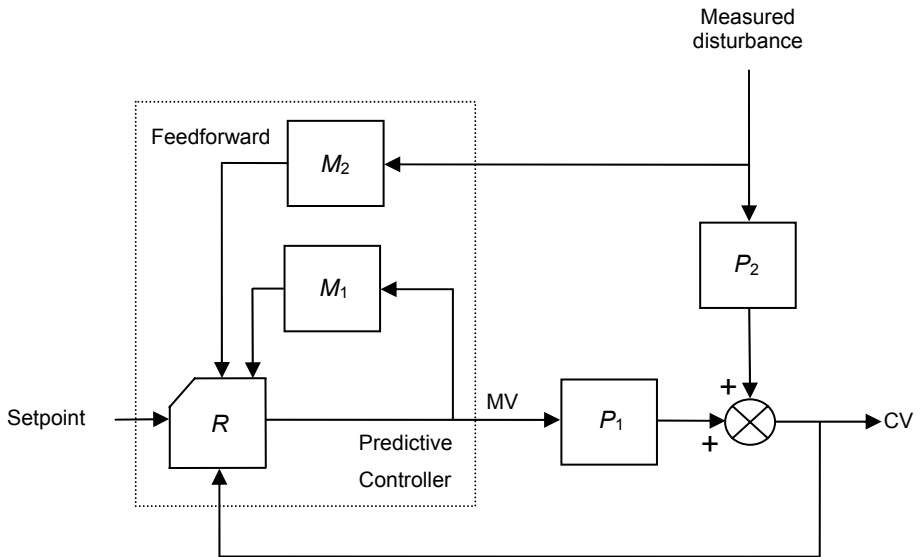 Measured
disturbance
Feedforward
M2
P2
M1
+
Setpoint
R
MV
P1
+
CV
Predictive
Controller